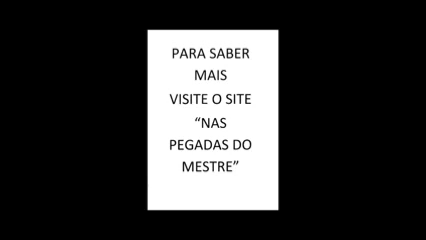 PARA SABER
MAIS
VISITE O SITE
“NAS
PEGADAS DO
MESTRE”